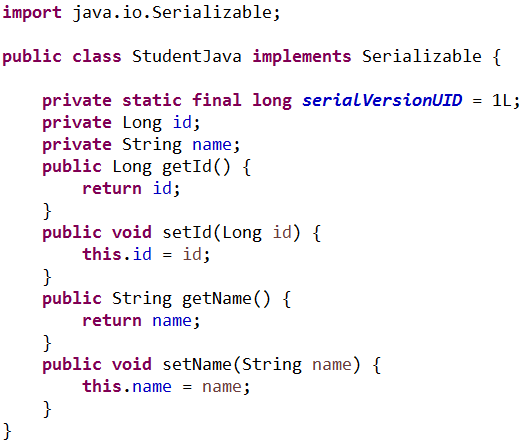 import java.io.Serializable;
public class StudentJava implements Serializable {
private static final long serialVersionUID = 1L;
private Long id;
private String name;
public Long getId() {
return id;
}
public void setId(Long id) {
this.id = id;
}
public String getName() {
return name;
}
public void setName(String name) {
this.name = name;
}
}